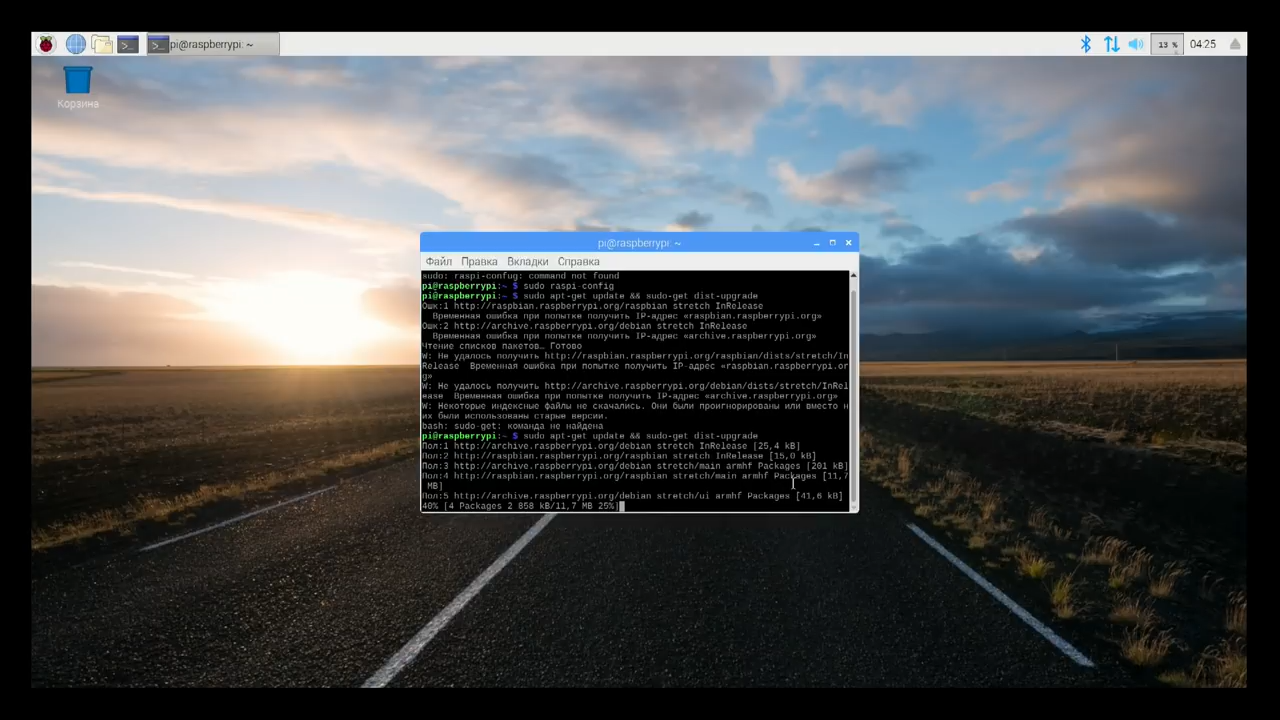 pi@raspberrypi: ~
13 %
04:25
Корзина
pi@raspberrypi: ~
Файл Правка Вкладки Справка
sudo: raspi-confug: command not found
pi@raspberrypi:~ $ sudo raspi-config
pi@raspberrypi:~ $ sudo apt-get update && sudo-get dist-upgrade
Ошк:1 http://raspbian.raspberrypi.org/raspbian stretch InRelease
Временная ошибка при попытке получить IP-адрес «raspbian.raspberrypi.org»
Ошк:2 http://archive.raspberrypi.org/debian stretch InRelease
Временная ошибка при попытке получить IP-адрес «archive.raspberrypi.org»
Чтение списков пакетов… Готово
W: Не удалось получить http://raspbian.raspberrypi.org/raspbian/dists/stretch/In
Release  Временная ошибка при попытке получить IP-адрес «raspbian.raspberrypi.or
g»
W: Не удалось получить http://archive.raspberrypi.org/debian/dists/stretch/InRel
ease  Временная ошибка при попытке получить IP-адрес «archive.raspberrypi.org»
W: Некоторые индексные файлы не скачались. Они были проигнорированы или вместо н
их были использованы старые версии.
bash: sudo-get: команда не найдена
pi@raspberrypi:~ $ sudo apt-get update && sudo-get dist-upgrade
Пол:1 http://archive.raspberrypi.org/debian stretch InRelease [25,4 kB]
Пол:2 http://raspbian.raspberrypi.org/raspbian stretch InRelease [15,0 kB]
Пол:3 http://archive.raspberrypi.org/debian stretch/main armhf Packages [201 kB]
Пол:4 http://raspbian.raspberrypi.org/raspbian stretch/main armhf Packages [11,7
MB]
Пол:5 http://archive.raspberrypi.org/debian stretch/ui armhf Packages [41,6 kB]
40% [4 Packages 2 858 kB/11,7 MB 25%]